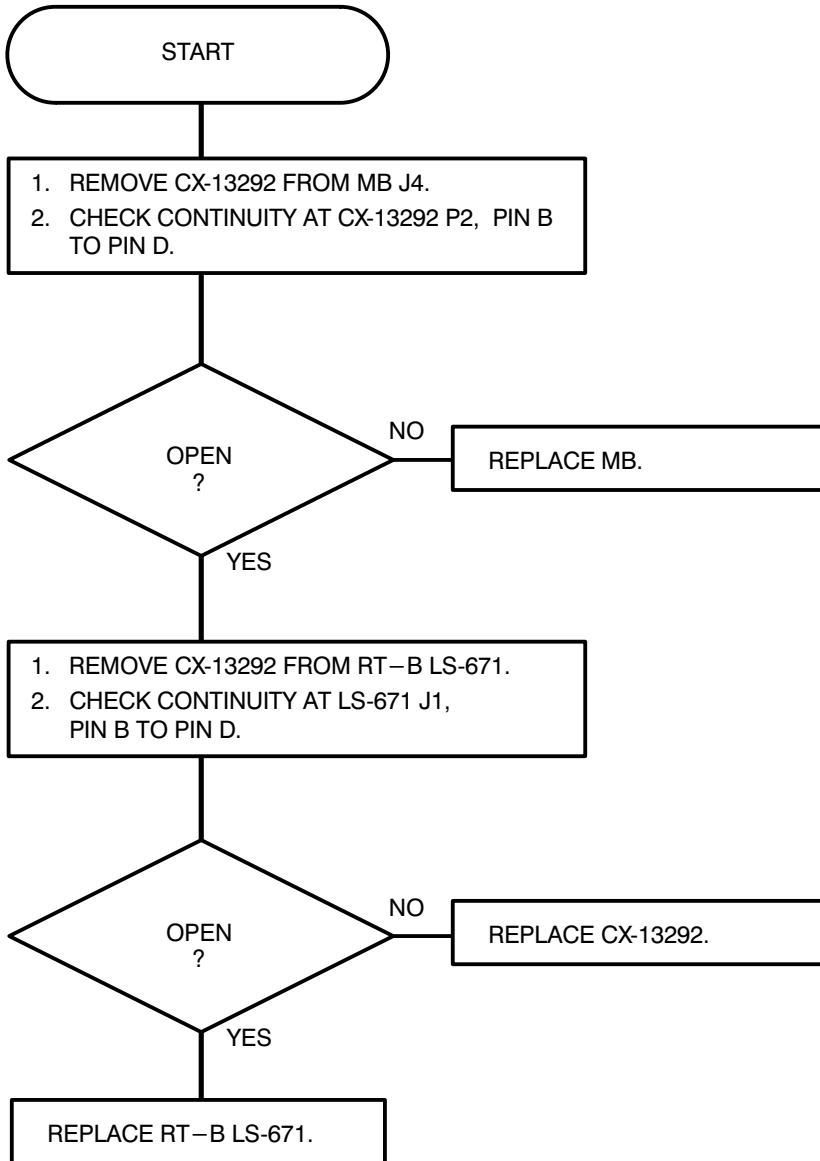 START
1. REMOVE CX-13292 FROM MB J4.
2. CHECK CONTINUITY AT CX-13292 P2, PIN B
TO PIN D.
OPEN
?
NO
REPLACE MB.
YES
1. REMOVE CX-13292 FROM RT−B LS-671.
2. CHECK CONTINUITY AT LS-671 J1,
PIN B TO PIN D.
OPEN
?
NO
REPLACE CX-13292.
YES
REPLACE RT−B LS-671.